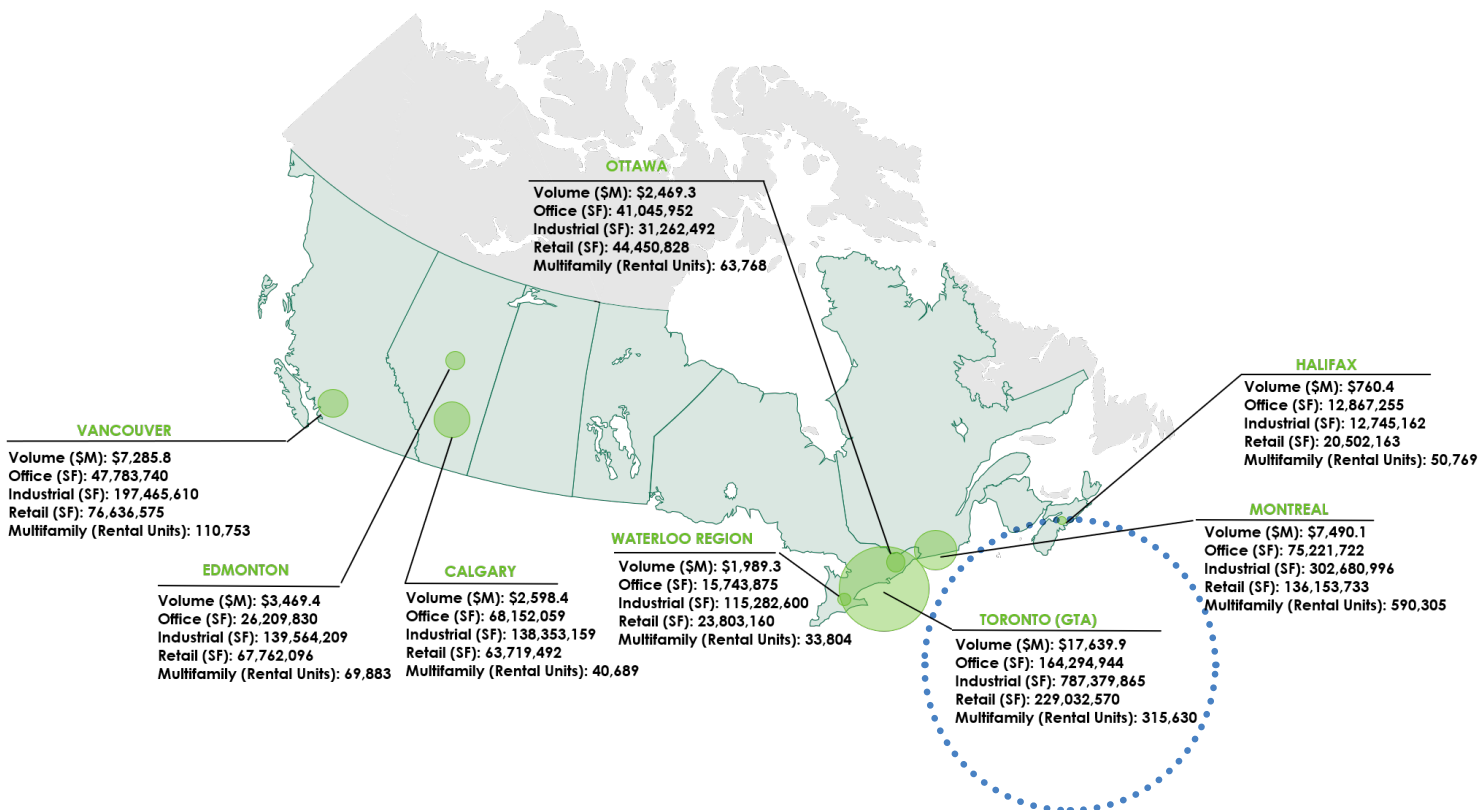 OTTAWA
Volume ($M): $2,469.3
Office (SF): 41,045,952
Industrial (SF): 31,262,492
Retail (SF): 44,450,828
Multifamily (Rental Units): 63,768
HALIFAX
Volume ($M): $760.4
Office (SF): 12,867,255
Industrial (SF): 12,745,162
Retail (SF): 20,502,163
Multifamily (Rental Units): 50,769
VANCOUVER
Volume ($M): $7,285.8
Office (SF): 47,783,740
Industrial (SF): 197,465,610
Retail (SF): 76,636,575
Multifamily (Rental Units): 110,753
MONTREAL
Volume ($M): $7,490.1
Office (SF): 75,221,722
Industrial (SF): 302,680,996
Retail (SF): 136,153,733
Multifamily (Rental Units): 590,305
EDMONTON
Volume ($M): $3,469.4
Office (SF): 26,209,830
Industrial (SF): 139,564,209
Retail (SF): 67,762,096
Multifamily (Rental Units): 69,883
CALGARY
Volume ($M): $2,598.4
Office (SF): 68,152,059
Industrial (SF): 138,353,159
Retail (SF): 63,719,492
Multifamily (Rental Units): 40,689
WATERLOO REGION
Volume ($M): $1,989.3
Office (SF): 15,743,875
Industrial (SF): 115,282,600
Retail (SF): 23,803,160
Multifamily (Rental Units): 33,804
TORONTO (GTA)
Volume ($M): $17,639.9
Office (SF): 164,294,944
Industrial (SF): 787,379,865
Retail (SF): 229,032,570
Multifamily (Rental Units): 315,630